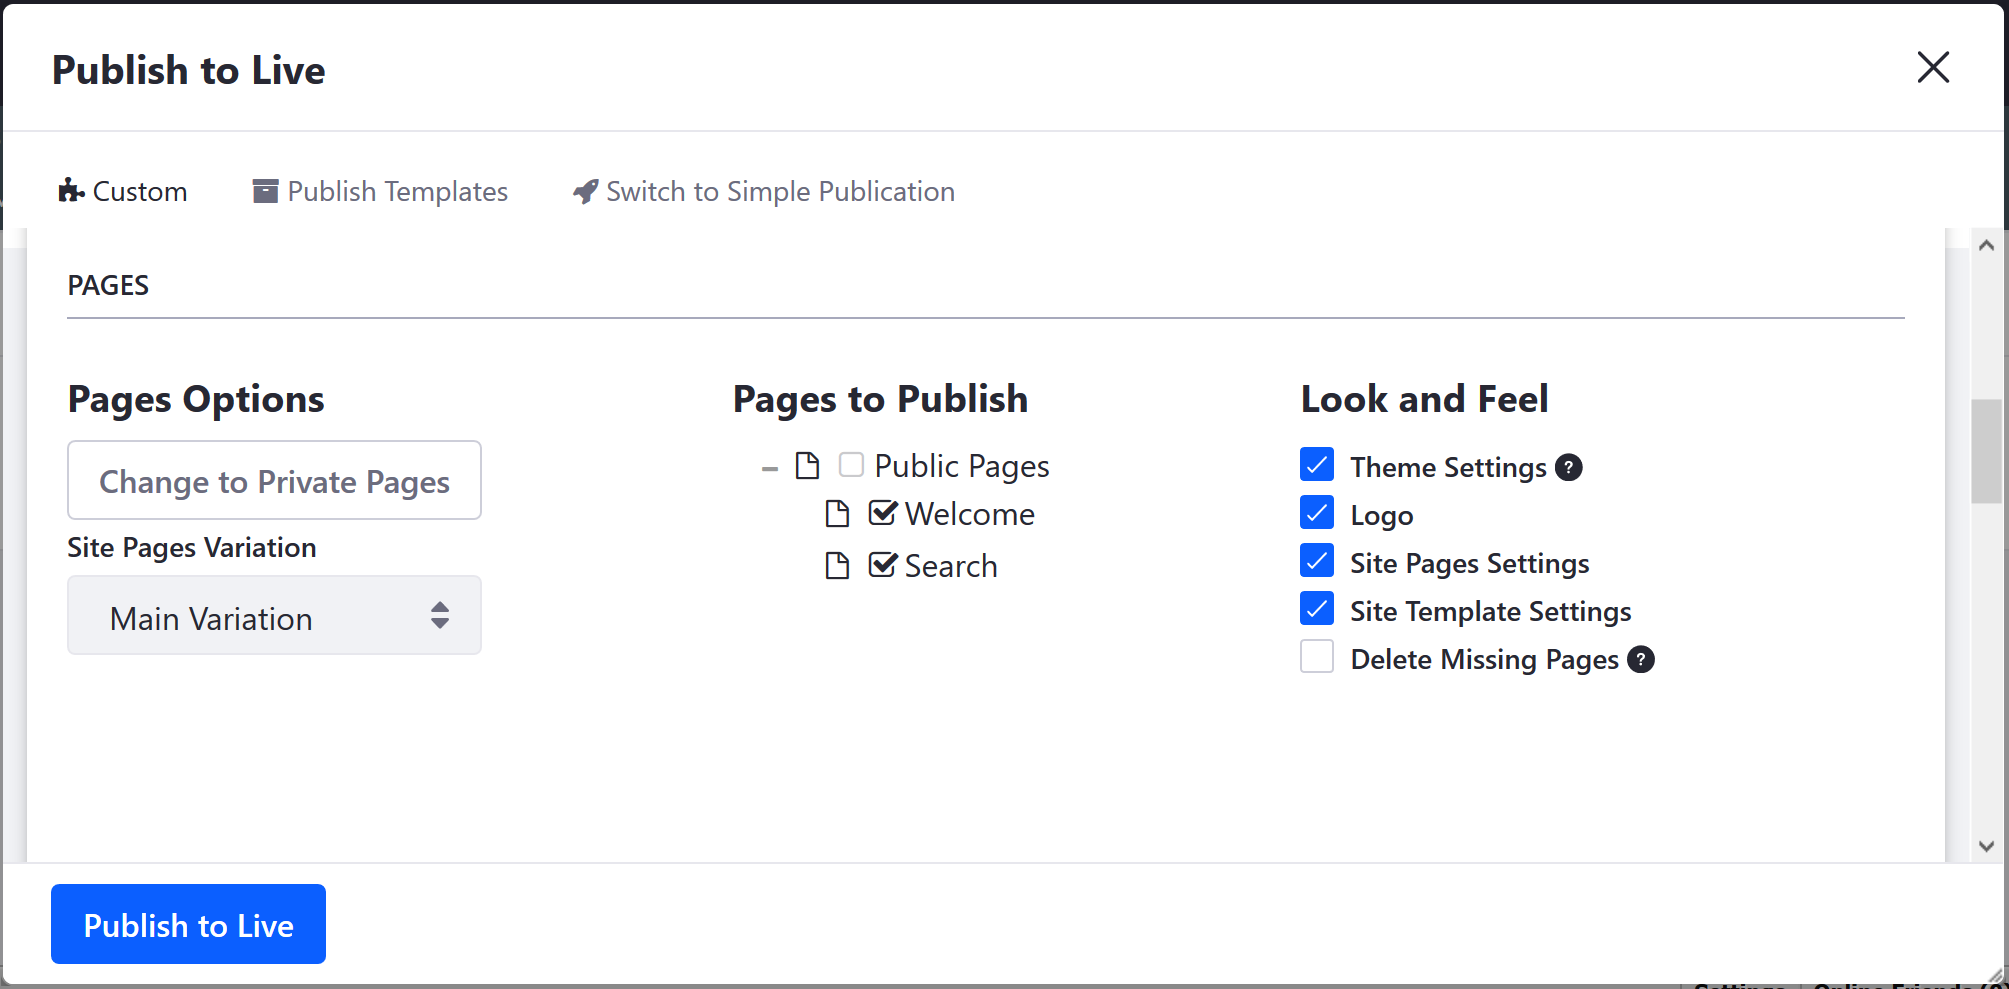 Publish to Live
Custom
Publish Templates
Switch to Simple Publication
PAGES
Pages Options
Change to Private Pages
Site Pages Variation
Main Variation
Pages to Publish
Public Pages
Welcome
Search
Look and Feel
Theme Settings ?
Logo
Site Pages Settings
Site Template Settings
Delete Missing Pages ?
Publish to Live